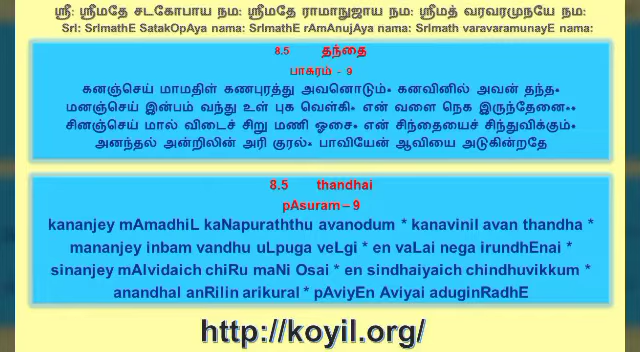 ஸ்ரீ: ஸ்ரீமதே சடகோபாய நம: ஸ்ரீமதே ராமாநுஜாய நம: ஸ்ரீமத் வரவரமுநயே நம:
SrI: SrImathE SatakOpAya nama: SrImathE rAmAnujAya nama: SrImath varavaramunayE nama:
8.5 தந்தை
பாசுரம் - 9
கனஞ்செய் மாமதிள் கணபுரத்து அவனொடும்* கனவினில் அவன் தந்த*
மனஞ்செய் இன்பம் வந்து உள் புக வெள்கி* என் வளை நெக இருந்தேனை**
சினஞ்செய் மால் விடைச் சிறு மணி ஓசை* என் சிந்தையைச் சிந்துவிக்கும்*
அனந்தல் அன்றிலின் அரி குரல்* பாவியேன் ஆவியை அடுகின்றதே
8.5 thandhai
pAsuram – 9
kananjey mAmadhiL kaNapuraththu avanodum * kanavinil avan thandha *
mananjey inbam vandhu uLpuga veLgi * en vaLai nega irundhEnai *
sinanjey mAlvidaich chiRu maNi Osai * en sindhaiyaich chindhuvikkum *
anandhal anRilin arikural * pAviyEn Aviyai aduginRadhE
http://koyil.org/